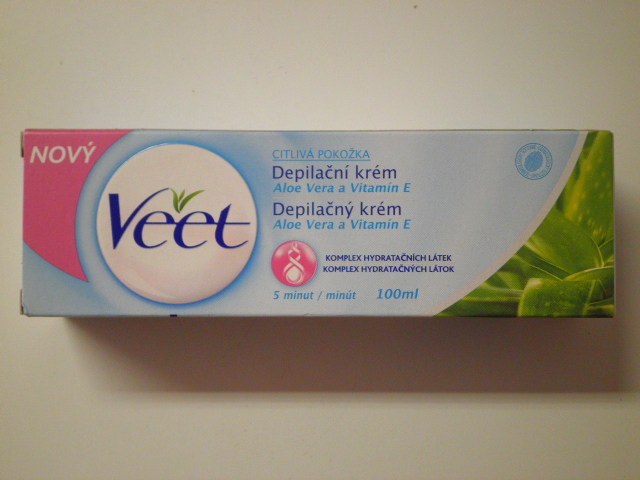 NOVÝ
Veet
CITLIVÁ POKOŽKA
Depilační krém
Aloe Vera a Vitamín E
Depilačný krém
Aloe Vera a Vitamín E
KOMPLEX HYDRATAČNÍCH LÁTEK
KOMPLEX HYDRATAČNÝCH LÁTOK
5 minut / minút 100ml